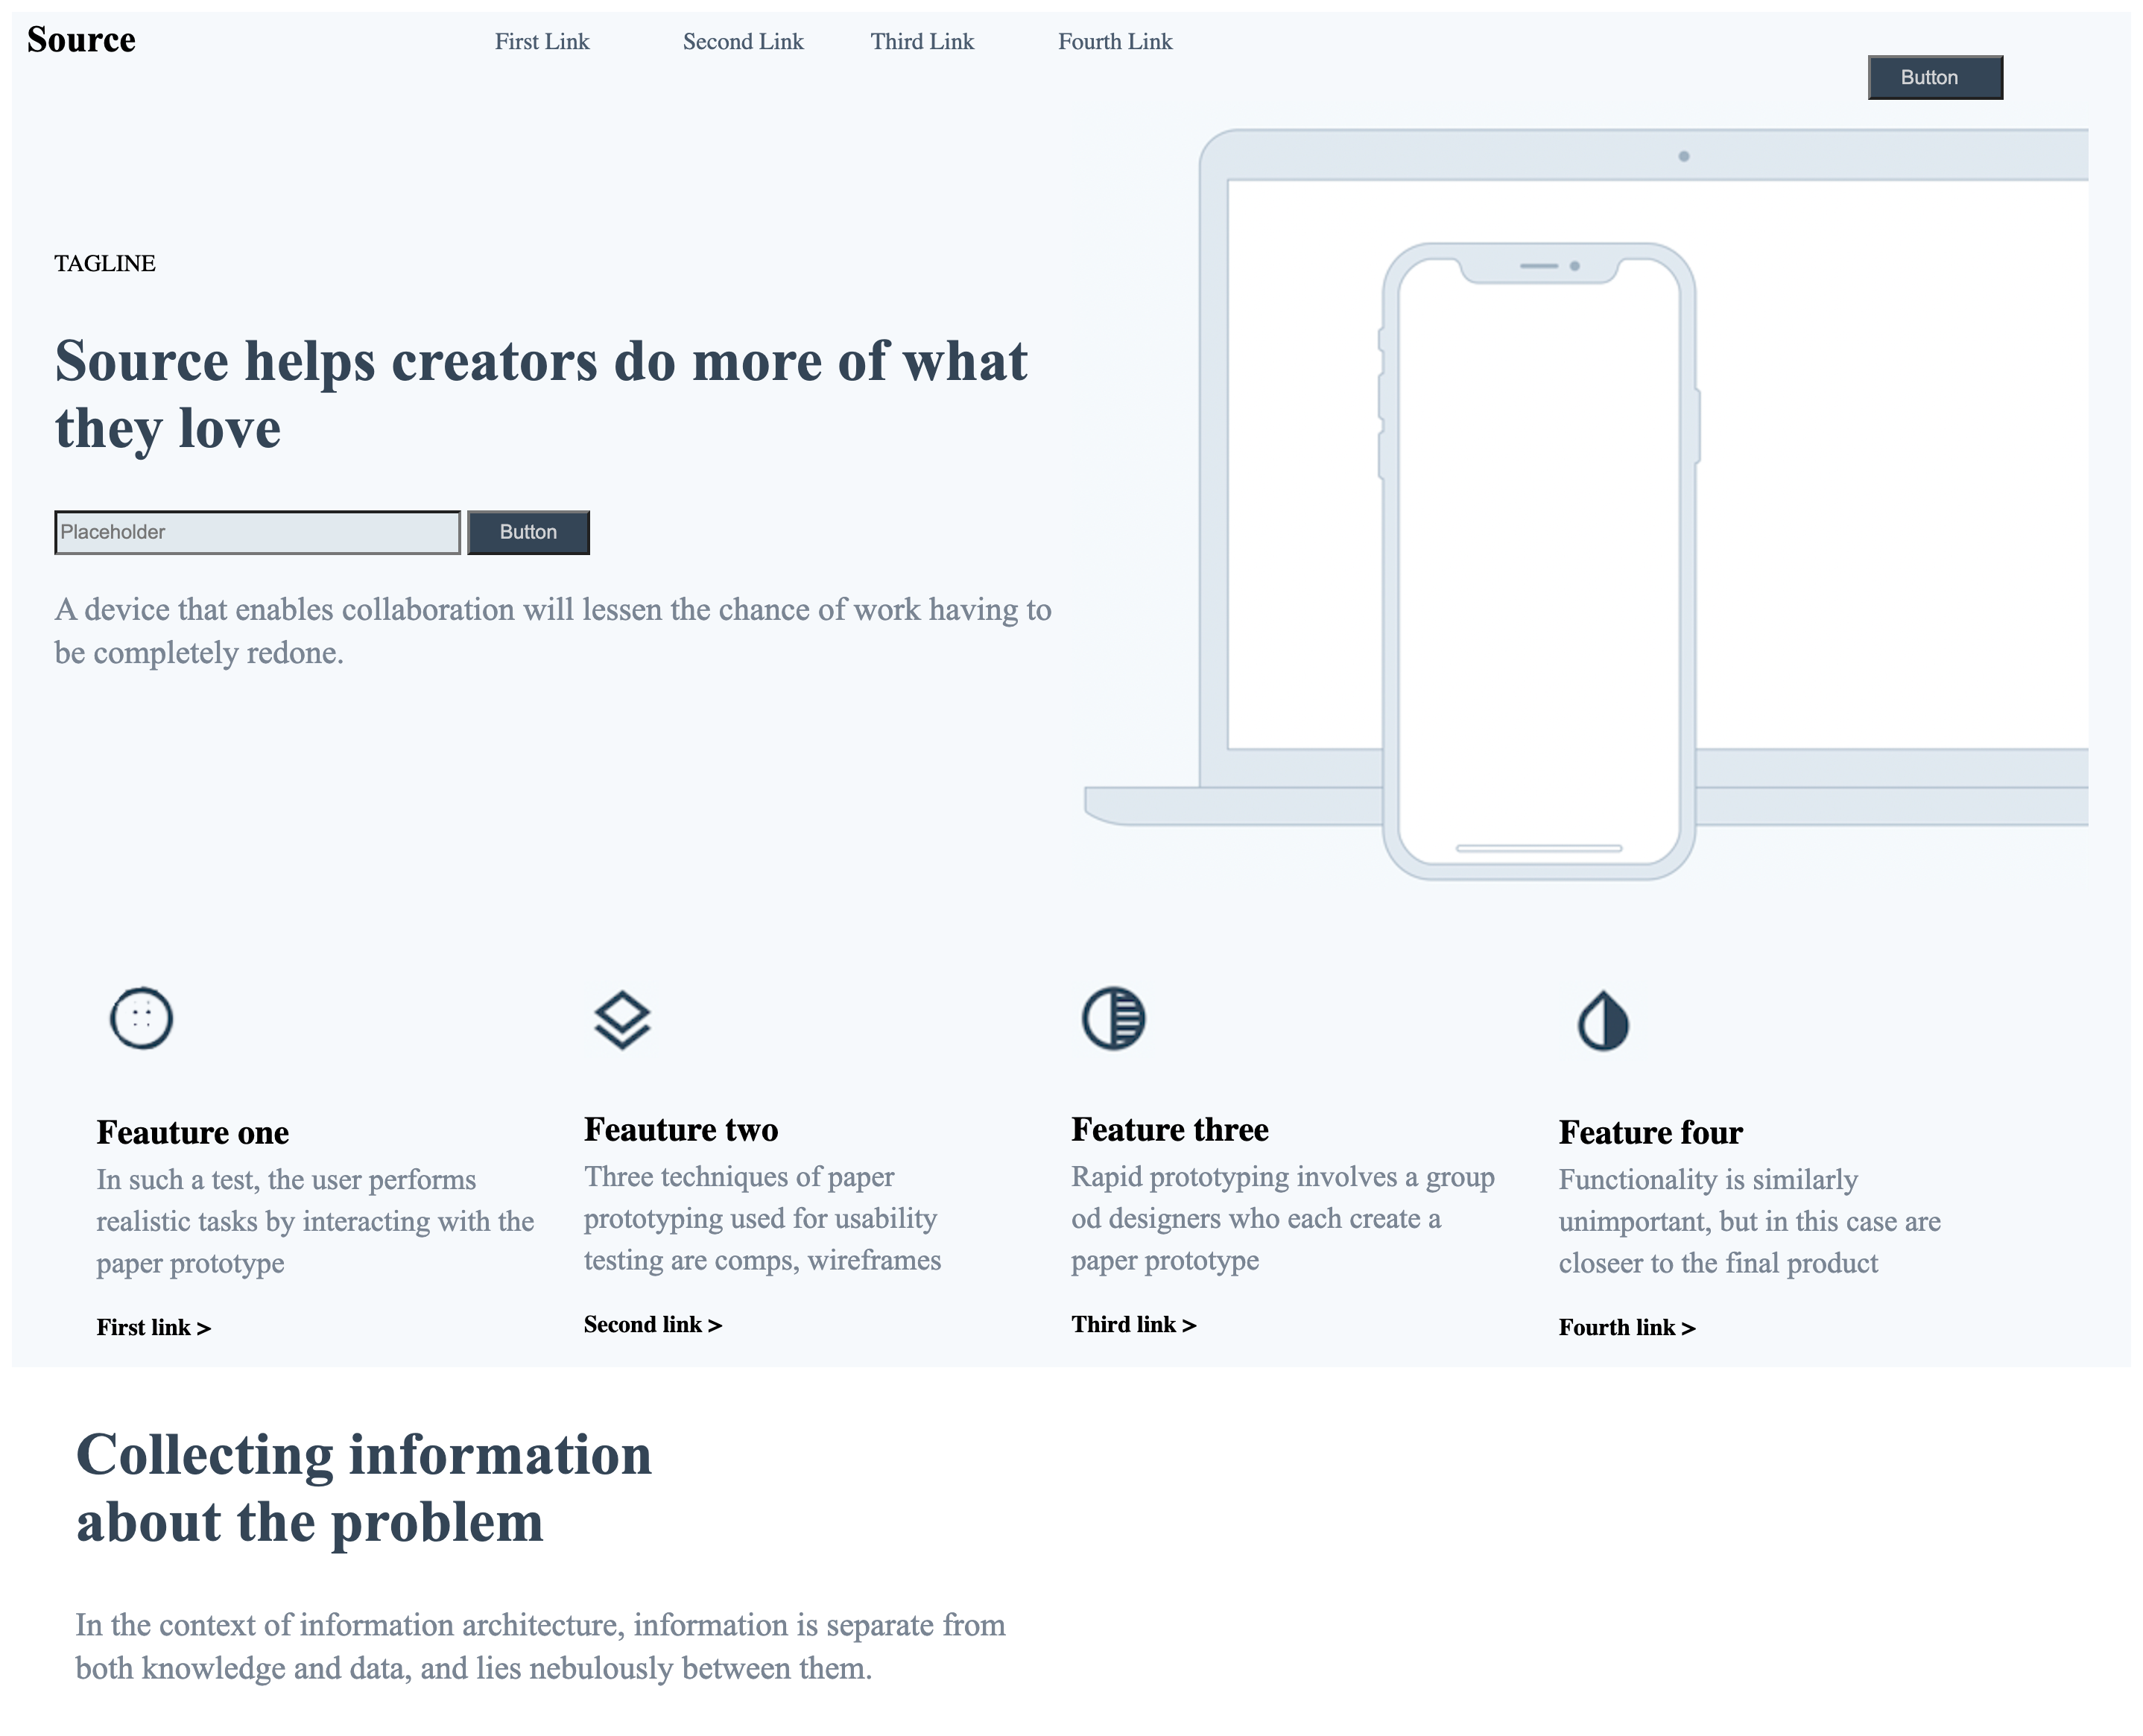 Source
First Link
Second Link
Third Link
Fourth Link
Button
TAGLINE
Source helps creators do more of what
they love
Placeholder
Button
A device that enables collaboration will lessen the chance of work having to
be completely redone.
Feauture one
In such a test, the user performs
realistic tasks by interacting with the
paper prototype
First link >
Feauture two
Three techniques of paper
prototyping used for usability
testing are comps, wireframes
Second link >
Feature three
Rapid prototyping involves a group
od designers who each create a
paper prototype
Third link >
Feature four
Functionality is similarly
unimportant, but in this case are
closeer to the final product
Fourth link >
Collecting information
about the problem
In the context of information architecture, information is separate from
both knowledge and data, and lies nebulously between them.